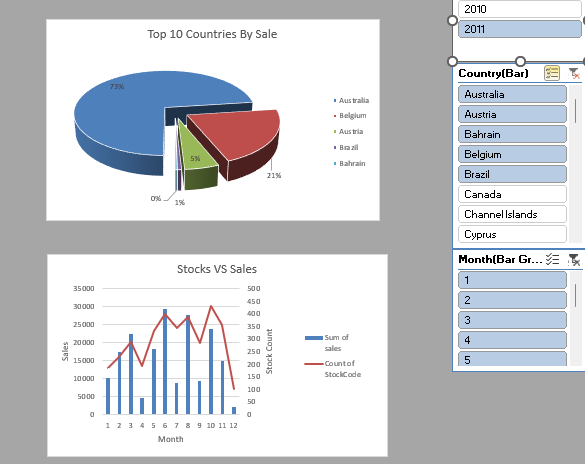 Top 10 Countries By Sale
73%
5%
21%
0%
1%
Australia
Belgium
Austria
Brazil
Bahrain
Stocks VS Sales
35000
30000
25000
20000
15000
10000
5000
0
Sales
500
450
400
350
300
250
200
150
100
50
0
Stock Count
1 2 3 4 5 6 7 8 9 10 11 12
Month
Sum of
sales
Count of
StockCode
2010
2011
Country(Bar)
Australia
Austria
Bahrain
Belgium
Brazil
Canada
Channel Islands
Cyprus
Month(Bar Gr...
1
2
3
4
5